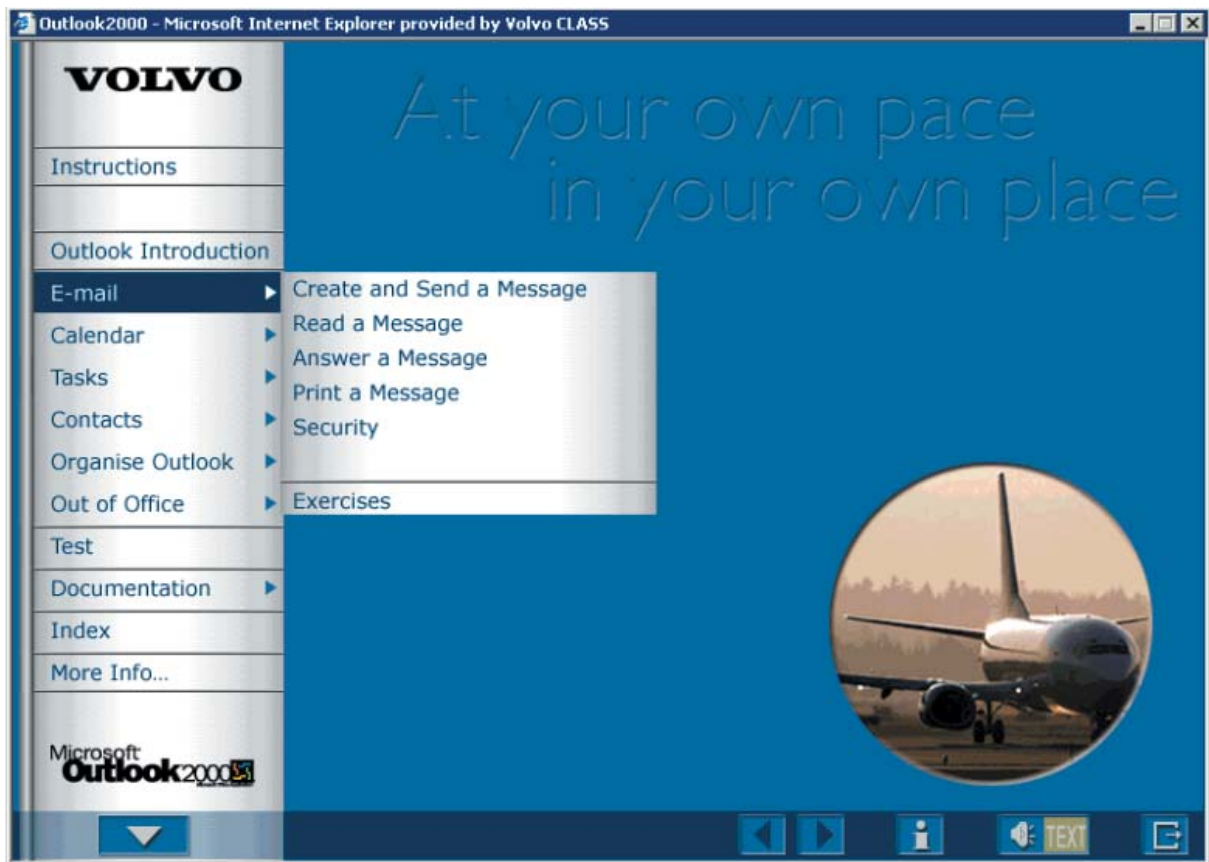 Outlook2000 - Microsoft Internet Explorer provided by Volvo CLASS
VOLVO
At your own pace
in your own place
Instructions
Outlook Introduction
E-mail
Calendar
Tasks
Contacts
Organise Outlook
Out of Office
Test
Documentation
Index
More Info...
Create and Send a Message
Read a Message
Answer a Message
Print a Message
Security
Exercises
Microsoft
Outlook2000
i
TEXT